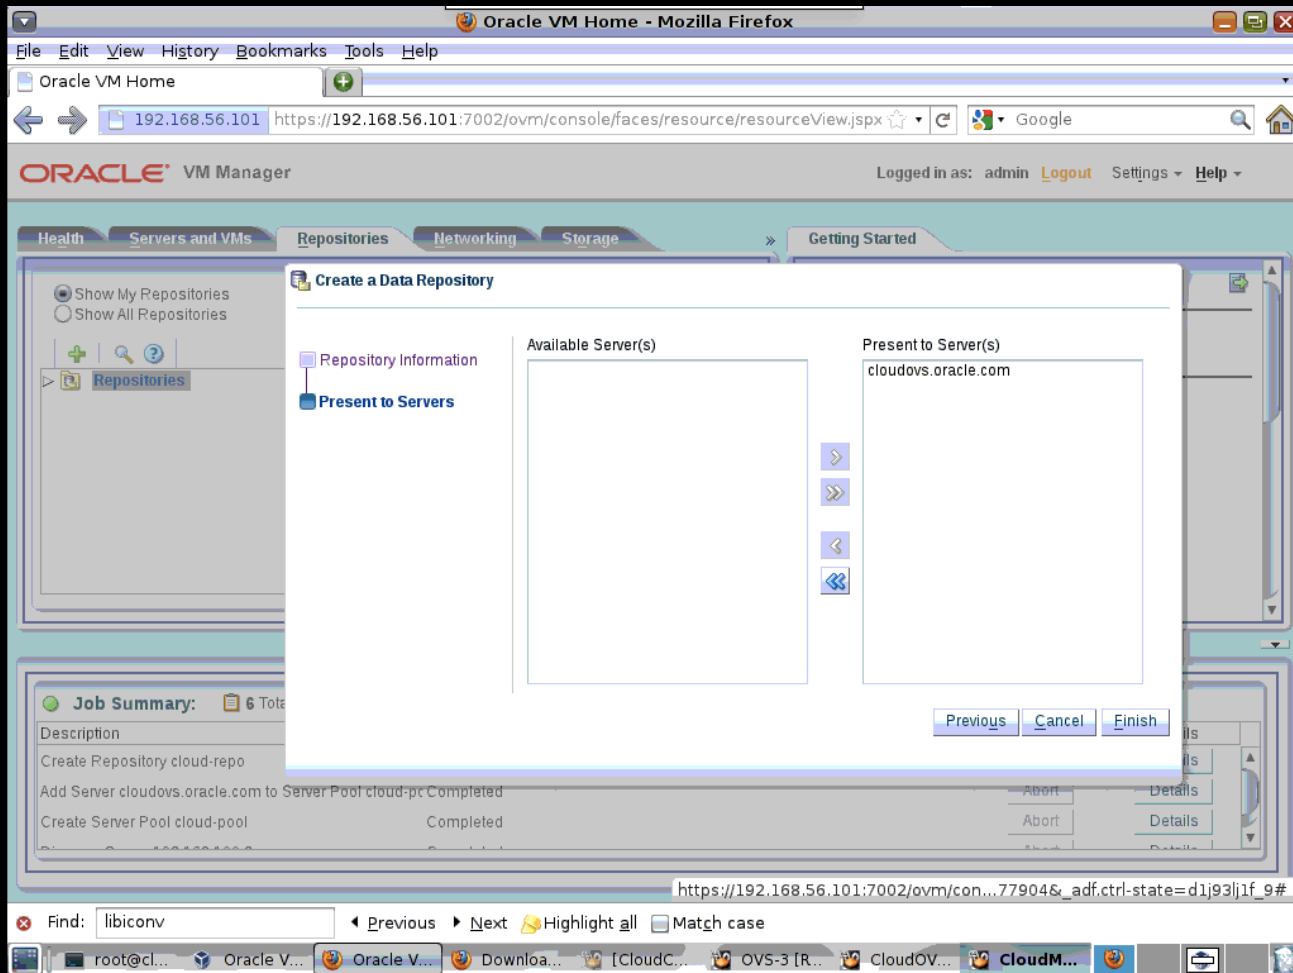 Oracle VM Home - Mozilla Firefox
File Edit View History Bookmarks Tools Help
Oracle VM Home
192.168.56.101 https://192.168.56.101:7002/ovm/console/faces/resource/resourceView.jspx Google
ORACLE VM Manager Logged in as: admin Logout Settings Help
Health Servers and VMs Repositories Networking Storage » Getting Started
Create a Data Repository
Show My Repositories
Show All Repositories
Repositories
Repository Information
Present to Servers
Available Server(s) Present to Server(s)
cloudovs.oracle.com
Previous Cancel Finish
Job Summary: 6 Tota
Description ils
Create Repository cloud-repo ils
Add Server cloudovs.oracle.com to Server Pool cloud-pc Completed Abort Details
Create Server Pool cloud-pool Completed Abort Details
https://192.168.56.101:7002/ovm/con...77904&_adf.ctrl-state=d1j93lj1f_9#
Find: libiconv Previous Next Highlight all Match case
root@cl... Oracle V... Oracle V... Downloa... [CloudC... OVS-3 [R... CloudOV... CloudM...